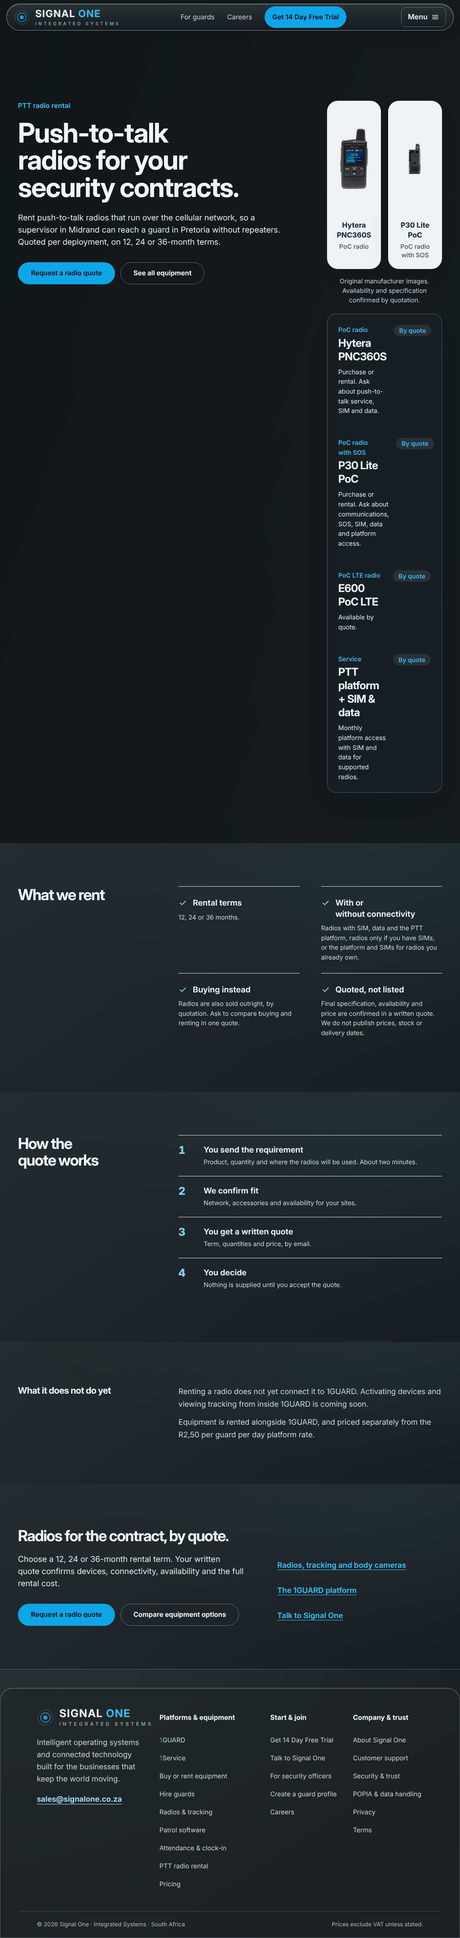 SIGNAL ONE
INTEGRATED SYSTEMS
For guards
Careers
Get 14 Day Free Trial
Menu
PTT radio rental
Push-to-talk
radios for your
security contracts.
Rent push-to-talk radios that run over the cellular network, so a
supervisor in Midrand can reach a guard in Pretoria without repeaters.
Quoted per deployment, on 12, 24 or 36-month terms.
Request a radio quote
See all equipment
Hytera
PNC360S
PoC radio
P30 Lite
PoC
PoC radio
with SOS
Original manufacturer images.
Availability and specification
confirmed by quotation.
PoC radio
By quote
Hytera
PNC360S
Purchase or
rental. Ask
about push-to-
talk service,
SIM and data.
PoC radio
with SOS
By quote
P30 Lite
PoC
Purchase or
rental. Ask about
communications,
SOS, SIM, data
and platform
access.
PoC LTE radio
By quote
E600
PoC LTE
Available by
quote.
Service
By quote
PTT
platform
+ SIM &
data
Monthly
platform access
with SIM and
data for
supported
radios.
What we rent
Rental terms
12, 24 or 36 months.
With or
without connectivity
Radios with SIM, data and the PTT
platform, radios only if you have SIMs,
or the platform and SIMs for radios you
already own.
Buying instead
Radios are also sold outright, by
quotation. Ask to compare buying and
renting in one quote.
Quoted, not listed
Final specification, availability and
price are confirmed in a written quote.
We do not publish prices, stock or
delivery dates.
How the
quote works
1
You send the requirement
Product, quantity and where the radios will be used. About two minutes.
2
We confirm fit
Network, accessories and availability for your sites.
3
You get a written quote
Term, quantities and price, by email.
4
You decide
Nothing is supplied until you accept the quote.
What it does not do yet
Renting a radio does not yet connect it to 1GUARD. Activating devices and
viewing tracking from inside 1GUARD is coming soon.
Equipment is rented alongside 1GUARD, and priced separately from the
R2,50 per guard per day platform rate.
Radios for the contract, by quote.
Choose a 12, 24 or 36-month rental term. Your written
quote confirms devices, connectivity, availability and the full
rental cost.
Request a radio quote
Compare equipment options
Radios, tracking and body cameras
The 1GUARD platform
Talk to Signal One
SIGNAL ONE
INTEGRATED SYSTEMS
Intelligent operating systems
and connected technology
built for the businesses that
keep the world moving.
sales@signalone.co.za
Platforms & equipment
1GUARD
1Service
Buy or rent equipment
Hire guards
Radios & tracking
Patrol software
Attendance & clock-in
PTT radio rental
Pricing
Start & join
Get 14 Day Free Trial
Talk to Signal One
For security officers
Create a guard profile
Careers
Company & trust
About Signal One
Customer support
Security & trust
POPIA & data handling
Privacy
Terms
© 2026 Signal One · Integrated Systems · South Africa
Prices exclude VAT unless stated.